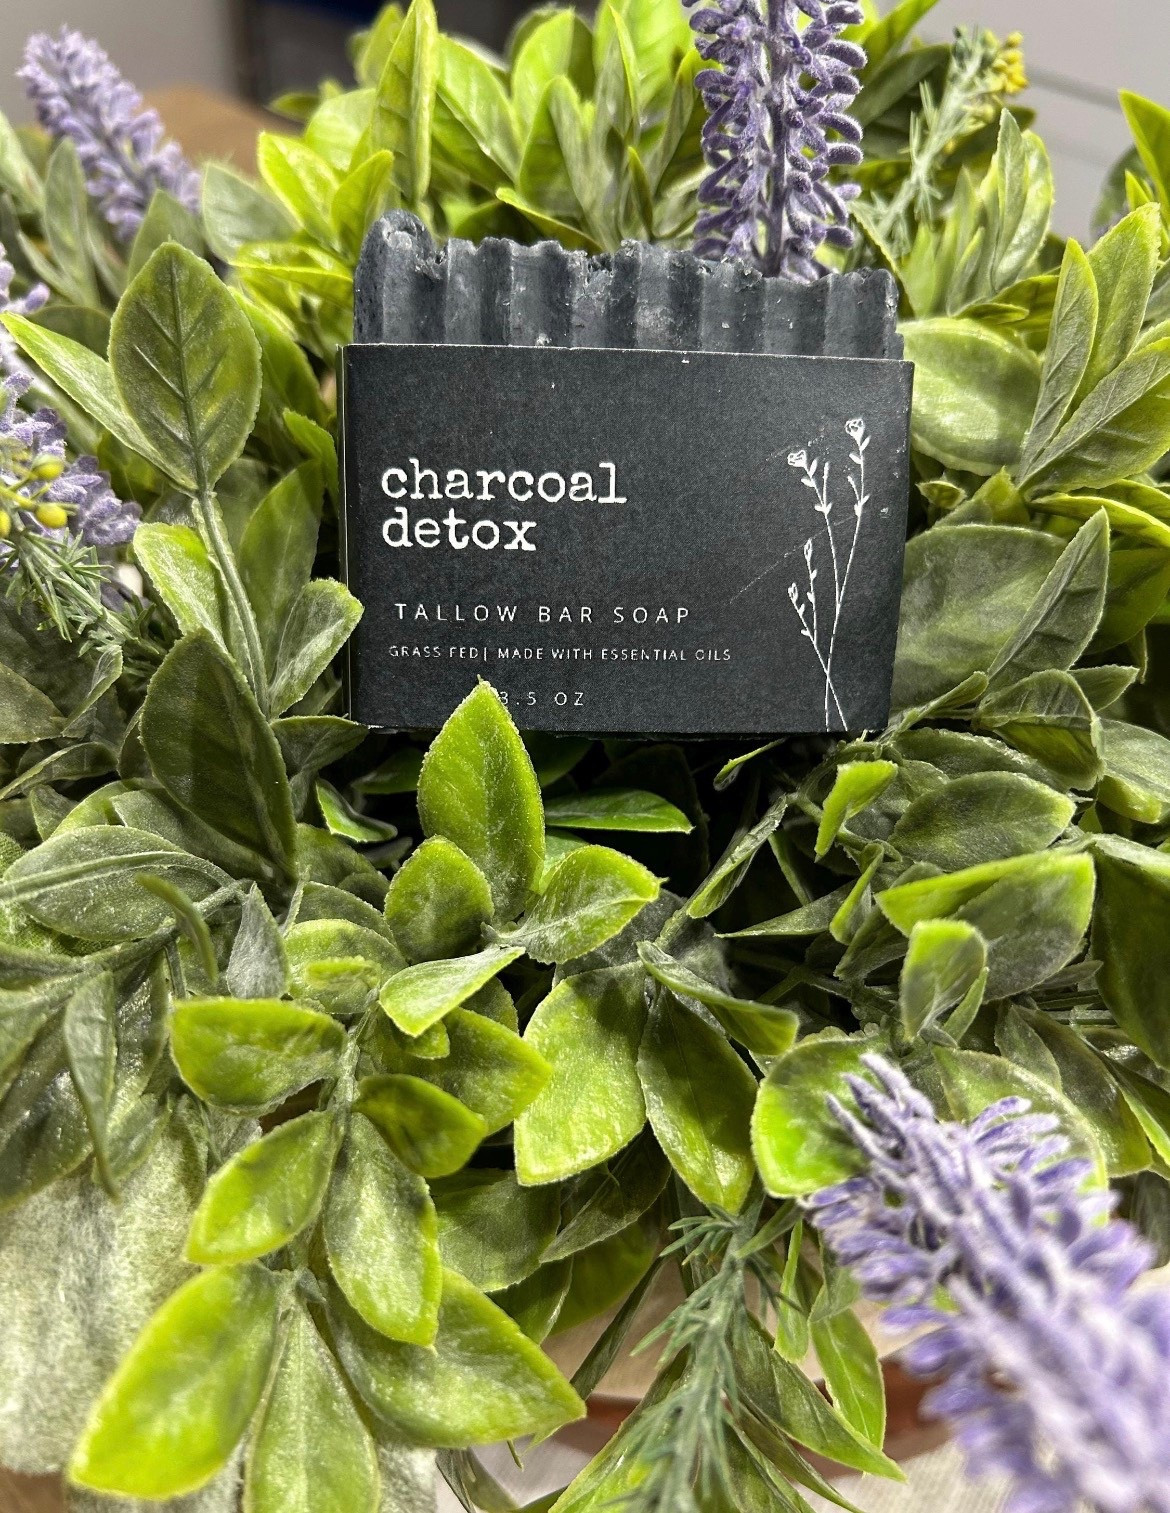 charcoal
detox
TALLOW BAR SOAP
GRASS FED| MADE WITH ESSENTIAL OILS
3.5 OZ